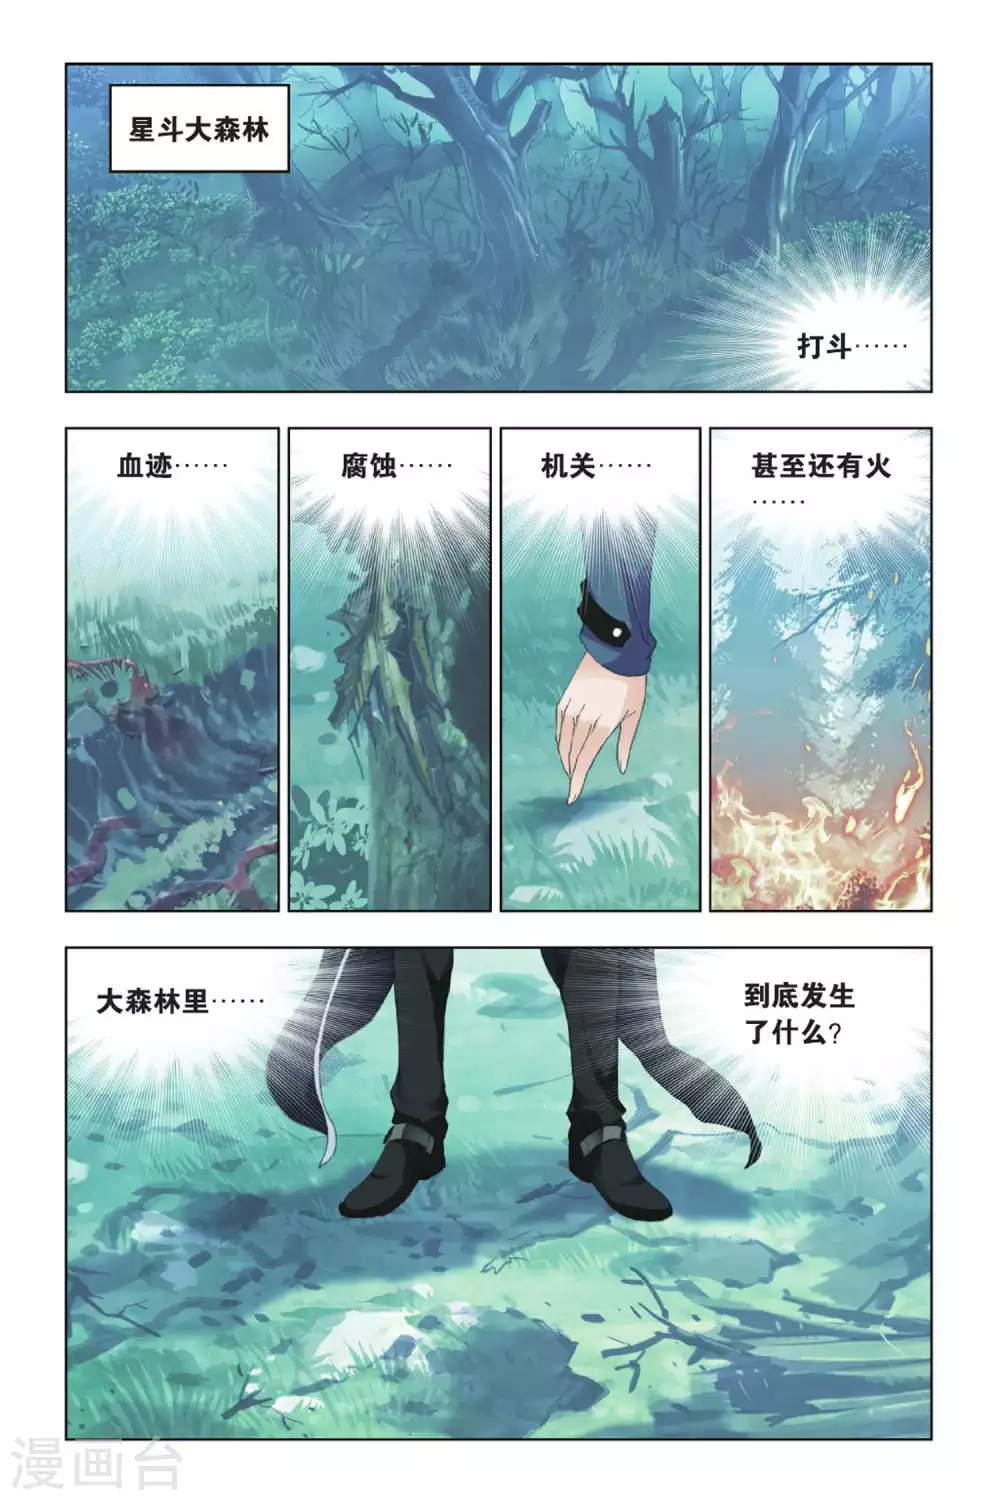 星斗大森林
打斗……
血迹……
腐蚀……
机关……
甚至还有火
……
大森林里……
到底发生
了什么？
漫画台